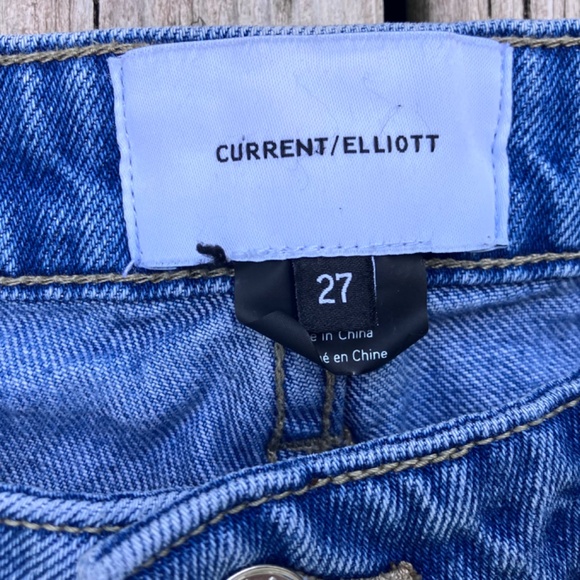 CURRENT/ELLIOTT
27
in China
en Chine